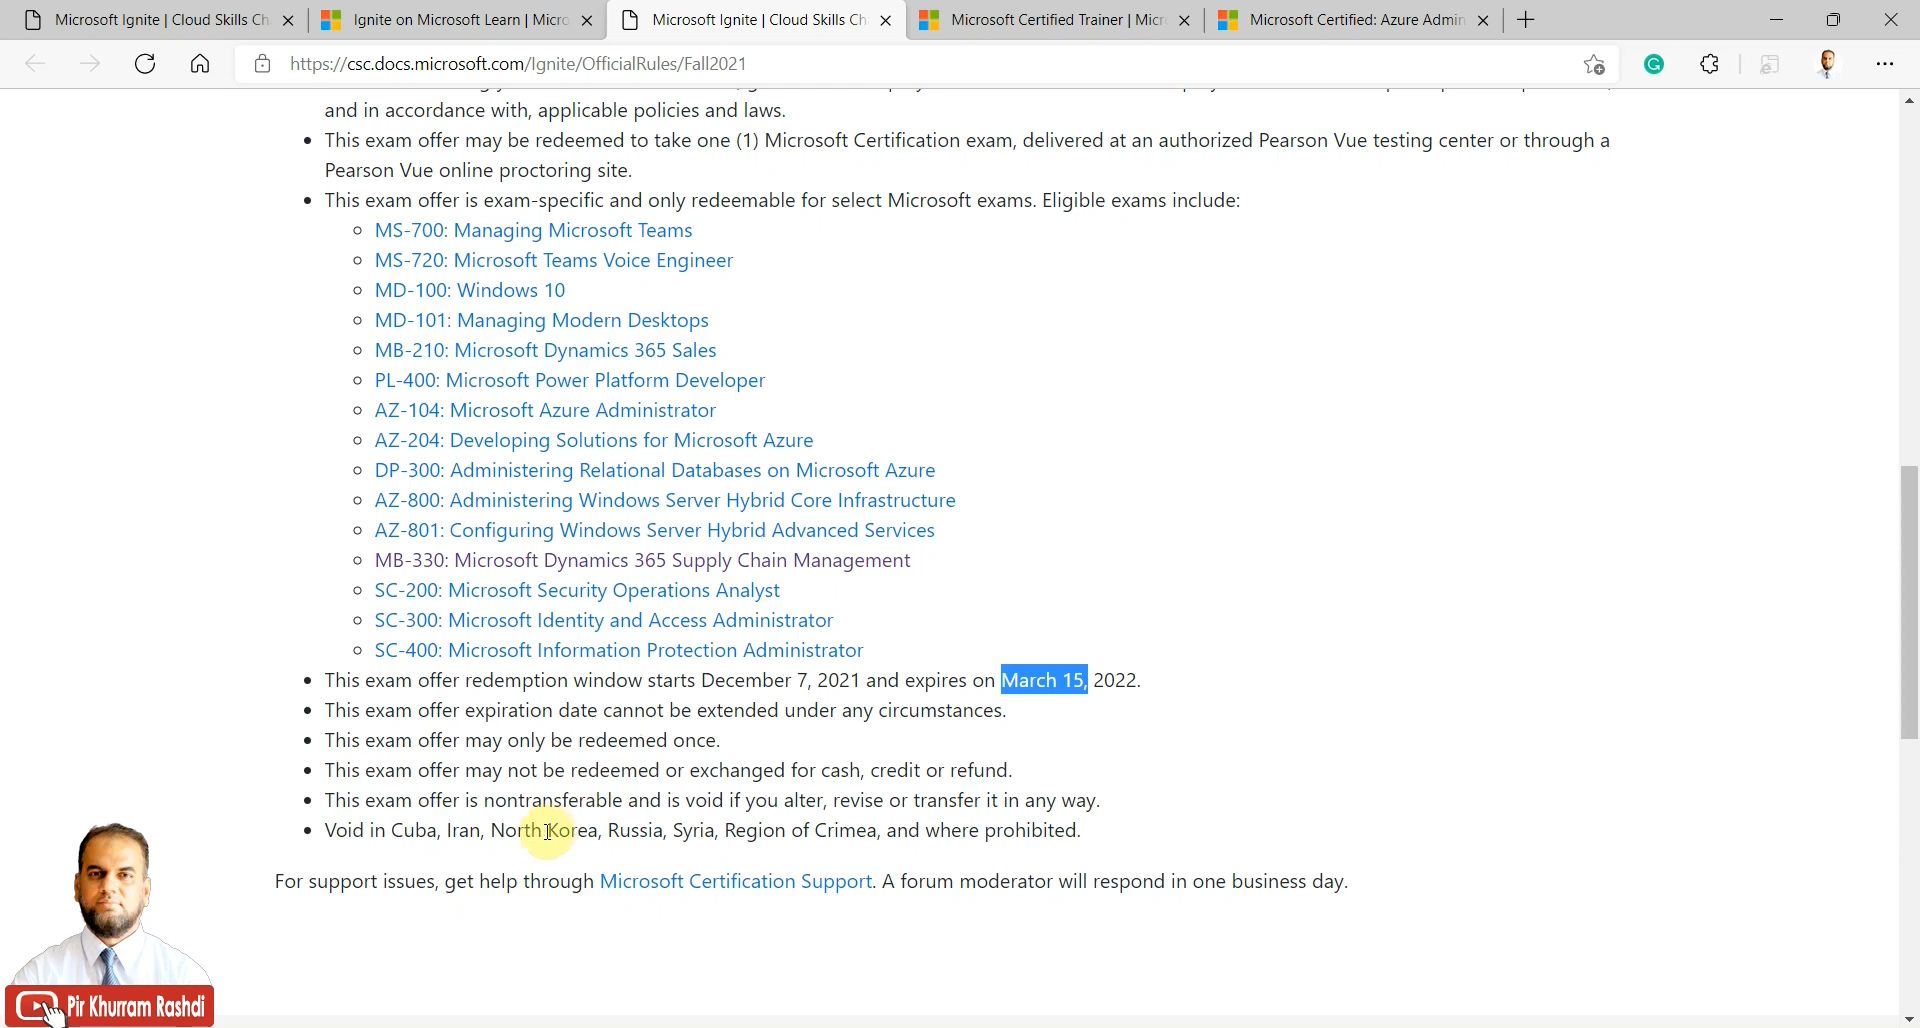 Microsoft Ignite | Cloud Skills Ch
Ignite on Microsoft Learn | Micro
Microsoft Ignite | Cloud Skills Ch
Microsoft Certified Trainer | Micr
Microsoft Certified: Azure Admin
https://csc.docs.microsoft.com/Ignite/OfficialRules/Fall2021
and in accordance with, applicable policies and laws.
• This exam offer may be redeemed to take one (1) Microsoft Certification exam, delivered at an authorized Pearson Vue testing center or through a
Pearson Vue online proctoring site.
• This exam offer is exam-specific and only redeemable for select Microsoft exams. Eligible exams include:
MS-700: Managing Microsoft Teams
MS-720: Microsoft Teams Voice Engineer
MD-100: Windows 10
MD-101: Managing Modern Desktops
MB-210: Microsoft Dynamics 365 Sales
PL-400: Microsoft Power Platform Developer
AZ-104: Microsoft Azure Administrator
AZ-204: Developing Solutions for Microsoft Azure
DP-300: Administering Relational Databases on Microsoft Azure
AZ-800: Administering Windows Server Hybrid Core Infrastructure
AZ-801: Configuring Windows Server Hybrid Advanced Services
MB-330: Microsoft Dynamics 365 Supply Chain Management
SC-200: Microsoft Security Operations Analyst
SC-300: Microsoft Identity and Access Administrator
SC-400: Microsoft Information Protection Administrator
• This exam offer redemption window starts December 7, 2021 and expires on March 15, 2022.
• This exam offer expiration date cannot be extended under any circumstances.
• This exam offer may only be redeemed once.
• This exam offer may not be redeemed or exchanged for cash, credit or refund.
• This exam offer is nontransferable and is void if you alter, revise or transfer it in any way.
• Void in Cuba, Iran, North Korea, Russia, Syria, Region of Crimea, and where prohibited.
For support issues, get help through Microsoft Certification Support. A forum moderator will respond in one business day.
Pir Khurram Rashdi